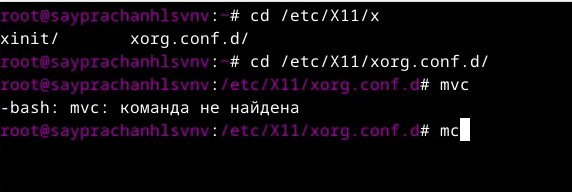 root@sayprachanhlsvnv:~# cd /etc/X11/x
xinit/       xorg.conf.d/
root@sayprachanhlsvnv:~# cd /etc/X11/xorg.conf.d/
root@sayprachanhlsvnv:/etc/X11/xorg.conf.d# mvc
-bash: mvc: команда не найдена
root@sayprachanhlsvnv:/etc/X11/xorg.conf.d# mc